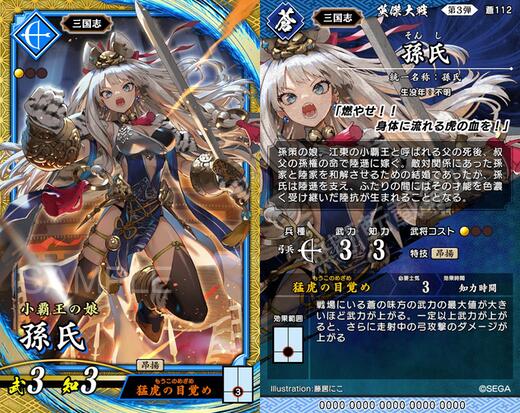 三国志
SAMPLE
小覇王の娘
孫氏
昂揚
武3 知3
もうこのめざめ
猛虎の目覚め
3
蒼
三国志
英傑大戦
第3弾
蒼112
そん し
孫氏
統一名称:孫氏
生没年 不明
「燃やせ!!
身体に流れる虎の血を!!」
孫策の娘。江東の小覇王と呼ばれる父の死後、叔
父の孫権の命で陸遜に嫁ぐ。敵対関係にあった孫
家と陸家を和解させるための結婚であったが、孫
氏は陸遜を支え、ふたりの間にはその才能を色濃
く受け継いだ陸抗が生まれることとなる。
兵種 武力 知力 武将コスト
弓兵 3 3
特技 昂揚
もうこのめざめ
猛虎の目覚め
必要士気 3
効果時間 知力時間
効果範囲
戦場にいる蒼の味方の武力の最大値が大き
いほど武力が上がる。一定以上武力が上が
ると、さらに走射中の弓攻撃のダメージが
上がる
Illustration:藤居にこ
©SEGA
0000 0000 0000 0000 0000